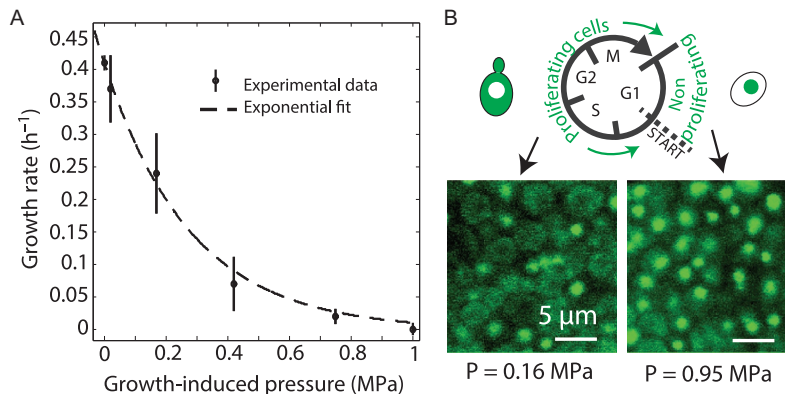 A
0.45
0.4
0.35
0.3
0.25
0.2
0.15
0.1
0.05
0
Growth rate (h⁻¹)
Experimental data
Exponential fit
0
0.2
0.4
0.6
0.8
1
Growth-induced pressure (MPa)
B
Proliferating cells
Non
proliferating
M
G2
G1
S
START
5 μm
P = 0.16 MPa
P = 0.95 MPa